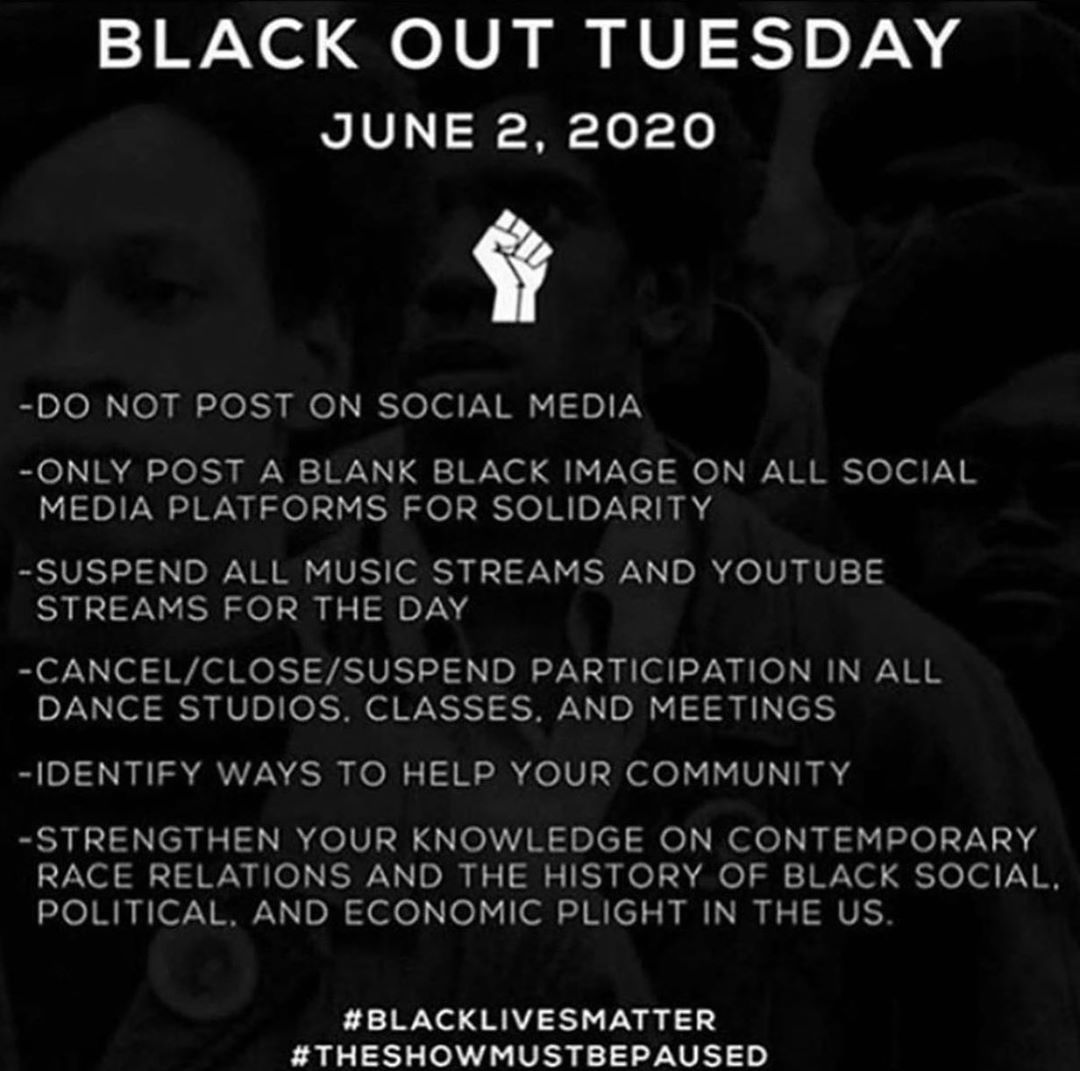 BLACK OUT TUESDAY
JUNE 2, 2020
-DO NOT POST ON SOCIAL MEDIA
-ONLY POST A BLANK BLACK IMAGE ON ALL SOCIAL
MEDIA PLATFORMS FOR SOLIDARITY
-SUSPEND ALL MUSIC STREAMS AND YOUTUBE
STREAMS FOR THE DAY
-CANCEL/CLOSE/SUSPEND PARTICIPATION IN ALL
DANCE STUDIOS, CLASSES, AND MEETINGS
-IDENTIFY WAYS TO HELP YOUR COMMUNITY
-STRENGTHEN YOUR KNOWLEDGE ON CONTEMPORARY
RACE RELATIONS AND THE HISTORY OF BLACK SOCIAL,
POLITICAL, AND ECONOMIC PLIGHT IN THE US.
#BLACKLIVESMATTER
#THESHOWMUSTBEPAUSED